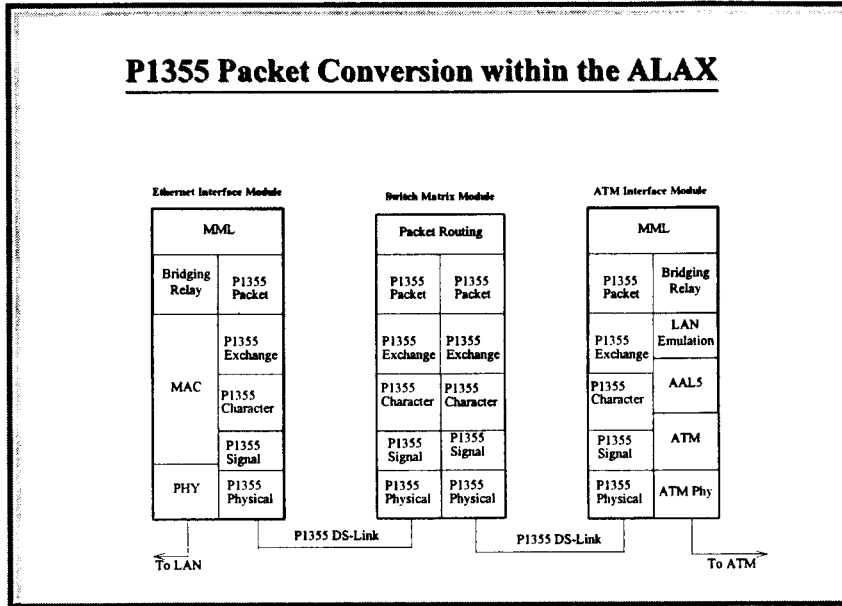 P1355 Packet Conversion within the ALAX
Ethernet Interface Module
MML
Bridging
Relay
P1355
Packet
MAC
P1355
Exchange
P1355
Character
P1355
Signal
PHY
P1355
Physical
Switch Matrix Module
Packet Routing
P1355
Packet
P1355
Packet
P1355
Exchange
P1355
Exchange
P1355
Character
P1355
Character
P1355
Signal
P1355
Signal
P1355
Physical
P1355
Physical
ATM Interface Module
MML
P1355
Packet
Bridging
Relay
P1355
Exchange
LAN
Emulation
P1355
Character
AAL5
P1355
Signal
ATM
P1355
Physical
ATM Phy
To LAN
P1355 DS-Link
P1355 DS-Link
To ATM